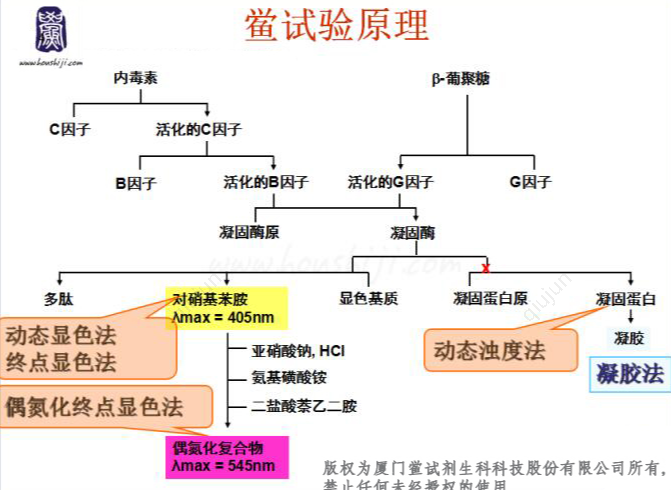 鲎试验原理
www.houshiji.com
内毒素
β-葡聚糖
C因子
活化的C因子
B因子
活化的B因子
活化的G因子
G因子
凝固酶原
凝固酶
www.houshiji.com
X
多肽
对硝基苯胺
λmax = 405nm
显色基质
凝固蛋白原
凝固蛋白
qiujun
动态显色法
终点显色法
动态浊度法
凝胶
凝胶法
亚硝酸钠, HCl
氨基磺酸铵
二盐酸萘乙二胺
偶氮化终点显色法
偶氮化复合物
λmax = 545nm
版权为厦门鲎试剂生科科技股份有限公司所有,
禁止任何未经授权的使用